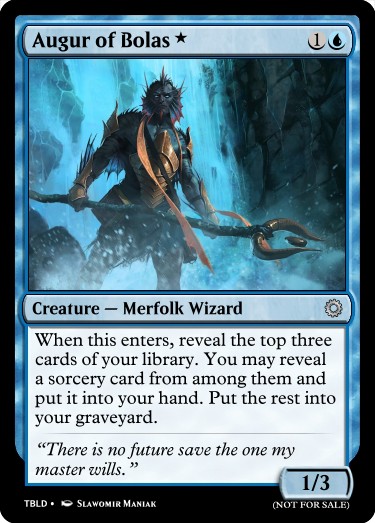 Augur of Bolas ★ 1
Creature — Merfolk Wizard
When this enters, reveal the top three
cards of your library. You may reveal
a sorcery card from among them and
put it into your hand. Put the rest into
your graveyard.
“There is no future save the one my
master wills.”
1/3
TBLD • Slawomir Maniak
(NOT FOR SALE)